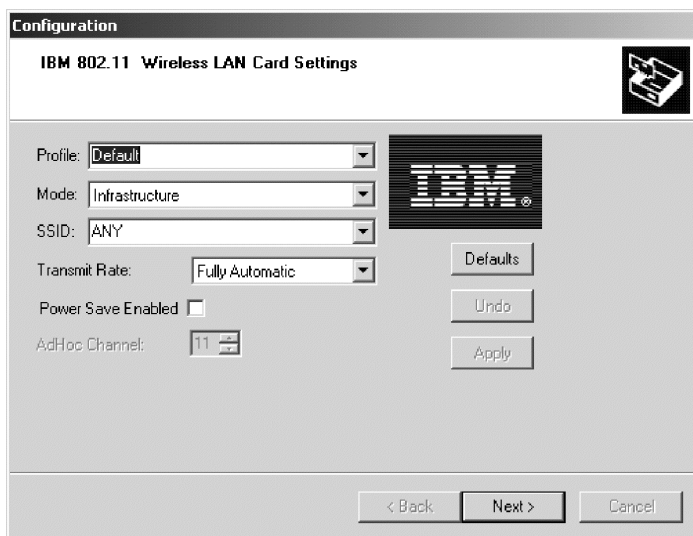 Configuration
IBM 802.11 Wireless LAN Card Settings
Profile: Default
Mode: Infrastructure
SSID: ANY
Transmit Rate: Fully Automatic
Power Save Enabled
AdHoc Channel: 11
IBM®
Defaults
Undo
Apply
< Back
Next >
Cancel